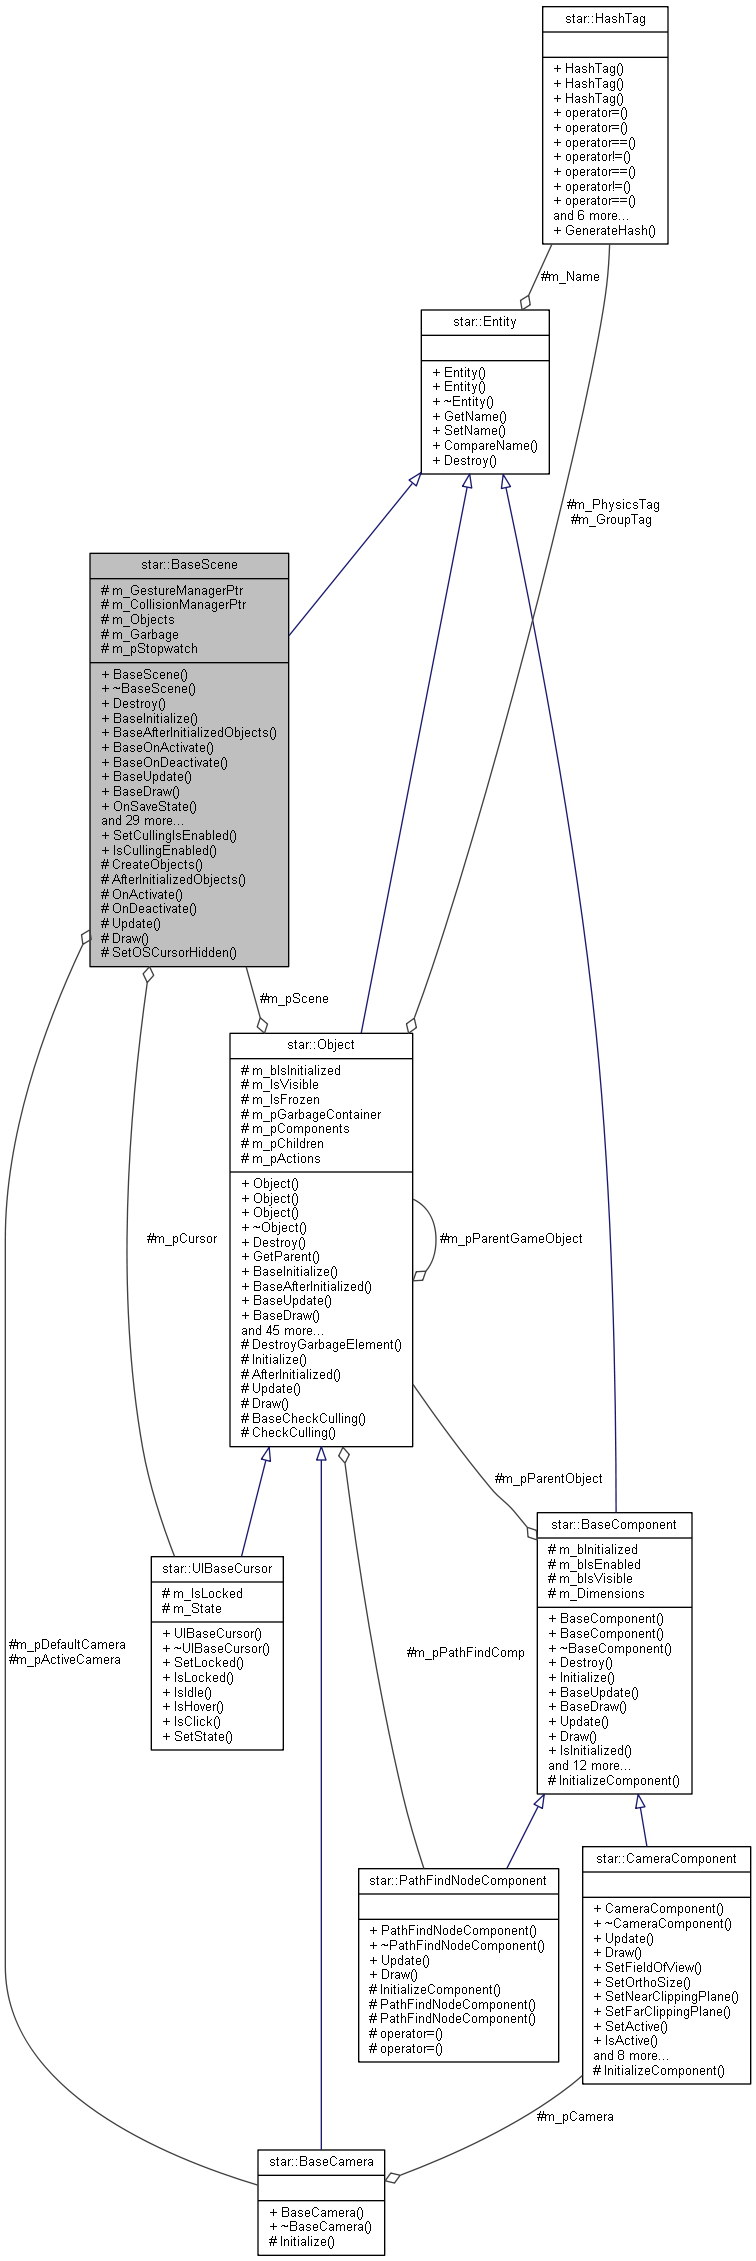 star::HashTag
+ HashTag()
+ HashTag()
+ HashTag()
+ operator=()
+ operator=()
+ operator==()
+ operator!=()
+ operator==()
+ operator!=()
+ operator==()
and 6 more...
+ GenerateHash()
#m_Name
star::Entity
+ Entity()
+ Entity()
+ ~Entity()
+ GetName()
+ SetName()
+ CompareName()
+ Destroy()
#m_PhysicsTag
#m_GroupTag
star::BaseScene
# m_GestureManagerPtr
# m_CollisionManagerPtr
# m_Objects
# m_Garbage
# m_pStopwatch
+ BaseScene()
+ ~BaseScene()
+ Destroy()
+ BaseInitialize()
+ BaseAfterInitializedObjects()
+ BaseOnActivate()
+ BaseOnDeactivate()
+ BaseUpdate()
+ BaseDraw()
+ OnSaveState()
and 29 more...
+ SetCullingIsEnabled()
+ IsCullingEnabled()
# CreateObjects()
# AfterInitializedObjects()
# OnActivate()
# OnDeactivate()
# Update()
# Draw()
# SetOSCursorHidden()
#m_pScene
star::Object
# m_bIsInitialized
# m_IsVisible
# m_IsFrozen
# m_pGarbageContainer
# m_pComponents
# m_pChildren
# m_pActions
+ Object()
+ Object()
+ Object()
+ ~Object()
+ Destroy()
+ GetParent()
+ BaseInitialize()
+ BaseAfterInitialized()
+ BaseUpdate()
+ BaseDraw()
and 45 more...
# DestroyGarbageElement()
# Initialize()
# AfterInitialized()
# Update()
# Draw()
# BaseCheckCulling()
# CheckCulling()
#m_pCursor
#m_pParentGameObject
#m_pParentObject
star::BaseComponent
# m_bInitialized
# m_bIsEnabled
# m_bIsVisible
# m_Dimensions
+ BaseComponent()
+ BaseComponent()
+ ~BaseComponent()
+ Destroy()
+ Initialize()
+ BaseUpdate()
+ BaseDraw()
+ Update()
+ Draw()
+ IsInitialized()
and 12 more...
# InitializeComponent()
star::UIBaseCursor
# m_IsLocked
# m_State
+ UIBaseCursor()
+ ~UIBaseCursor()
+ SetLocked()
+ IsLocked()
+ IsIdle()
+ IsHover()
+ IsClick()
+ SetState()
#m_pDefaultCamera
#m_pActiveCamera
#m_pPathFindComp
star::PathFindNodeComponent
+ PathFindNodeComponent()
+ ~PathFindNodeComponent()
+ Update()
+ Draw()
# InitializeComponent()
# PathFindNodeComponent()
# PathFindNodeComponent()
# operator=()
# operator=()
star::CameraComponent
+ CameraComponent()
+ ~CameraComponent()
+ Update()
+ Draw()
+ SetFieldOfView()
+ SetOrthoSize()
+ SetNearClippingPlane()
+ SetFarClippingPlane()
+ SetActive()
+ IsActive()
and 8 more...
# InitializeComponent()
#m_pCamera
star::BaseCamera
+ BaseCamera()
+ ~BaseCamera()
# Initialize()